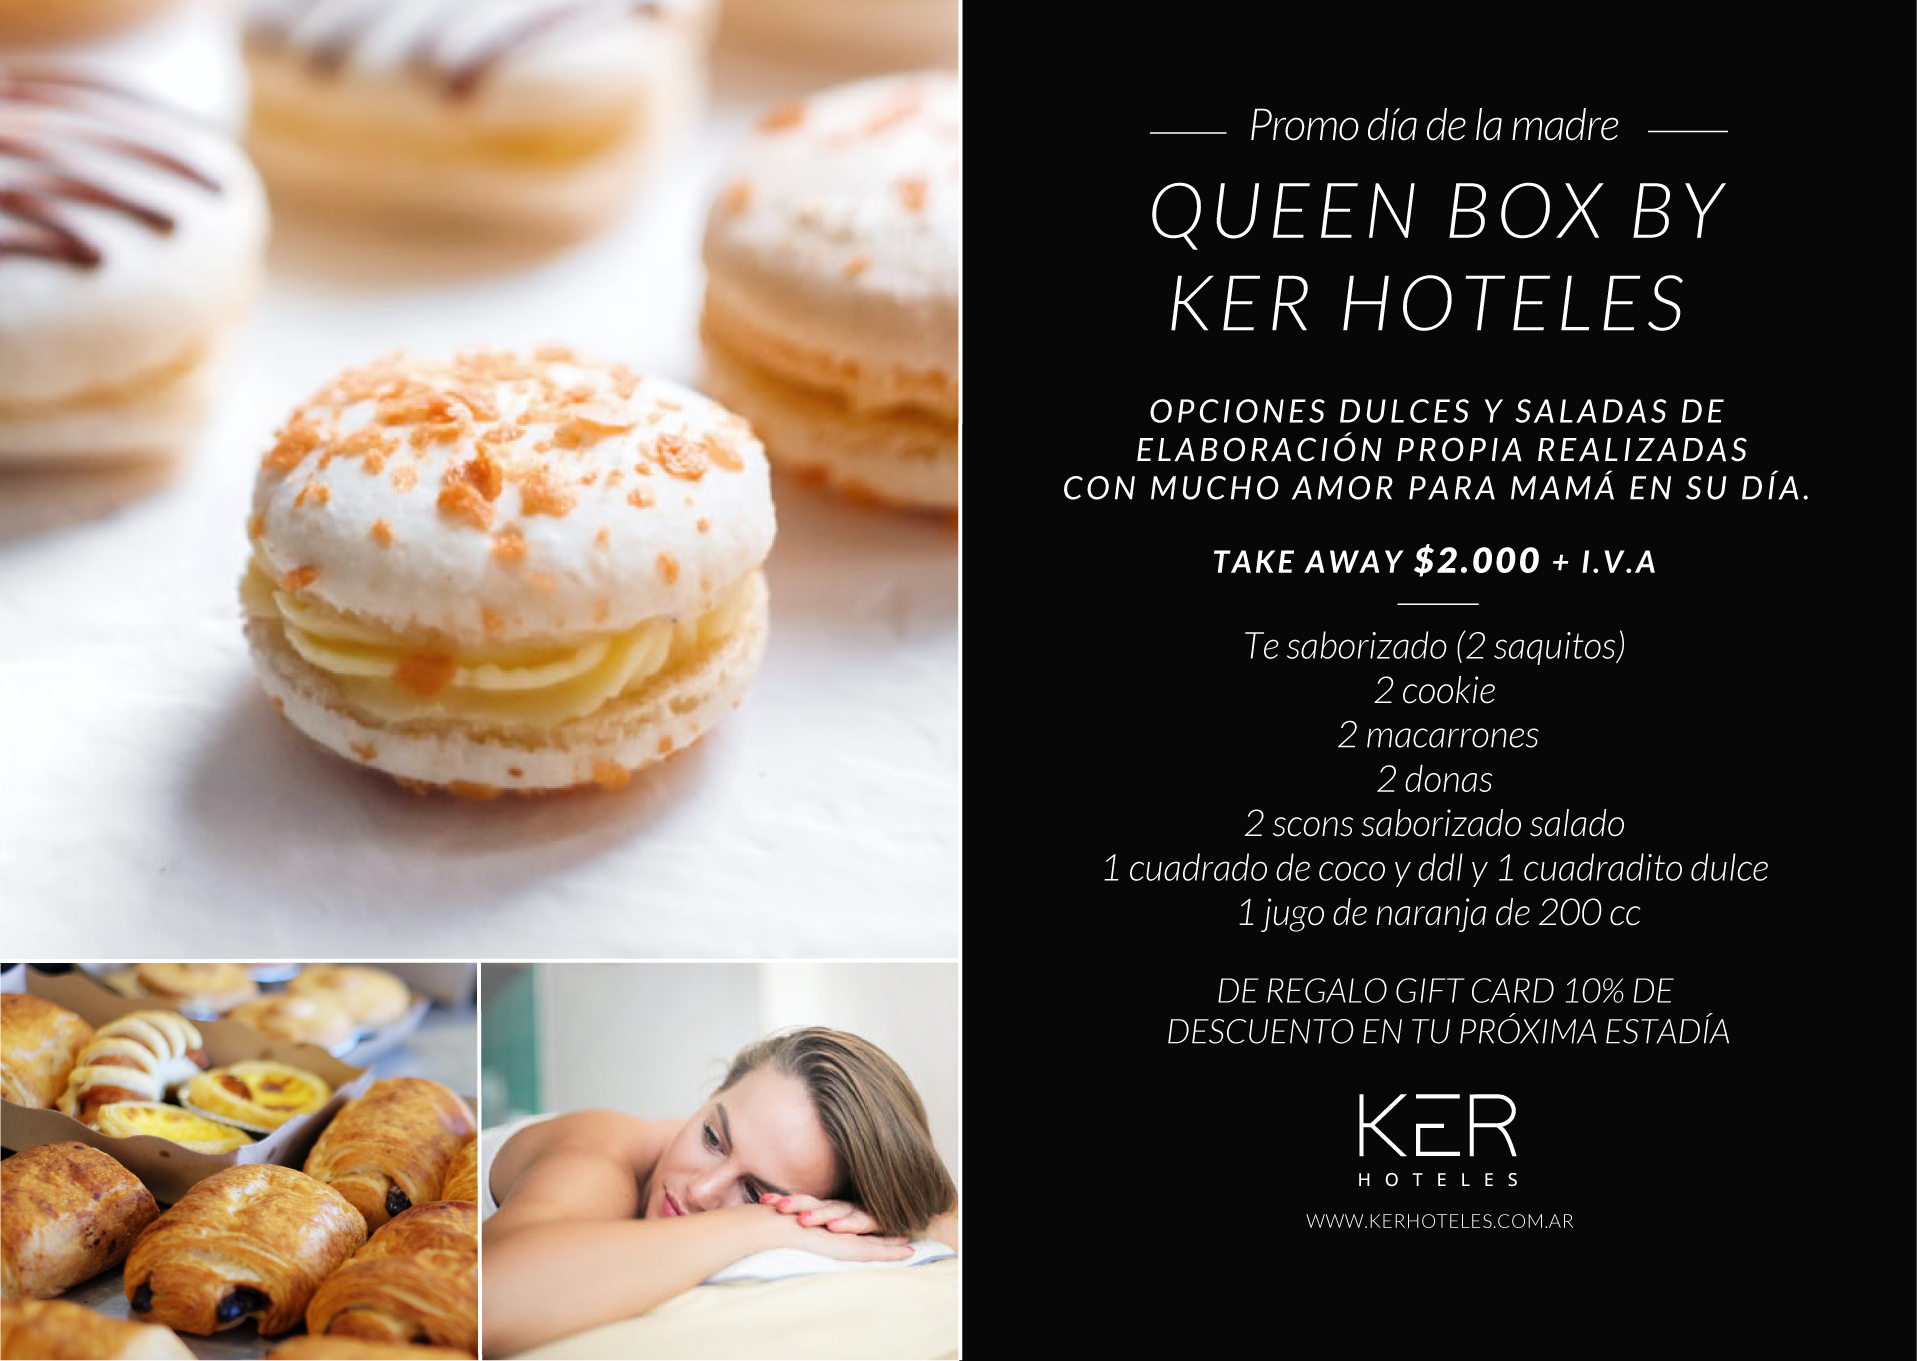 Promo día de la madre
QUEEN BOX BY
KER HOTELES
OPCIONES DULCES Y SALADAS DE
ELABORACIÓN PROPIA REALIZADAS
CON MUCHO AMOR PARA MAMÁ EN SU DÍA.
TAKE AWAY $2.000 + I.V.A
Te saborizado (2 saquitos)
2 cookie
2 macarrones
2 donas
2 scons saborizado salado
1 cuadrado de coco y ddl y 1 cuadradito dulce
1 jugo de naranja de 200 cc
DE REGALO GIFT CARD 10% DE
DESCUENTO EN TU PRÓXIMA ESTADÍA
KER
HOTELES
WWW.KERHOTELES.COM.AR